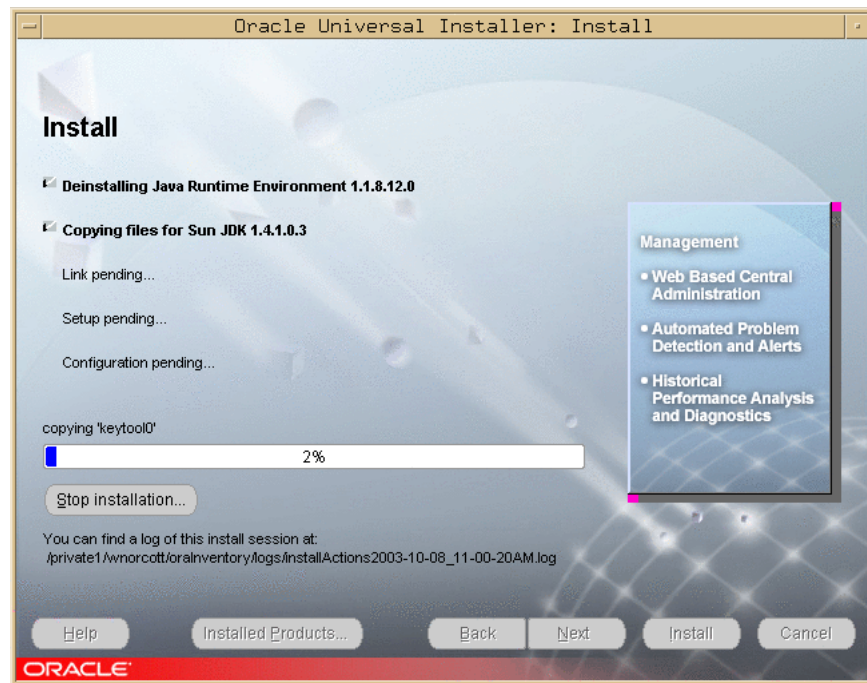 Oracle Universal Installer: Install
Install
Deinstalling Java Runtime Environment 1.1.8.12.0
Copying files for Sun JDK 1.4.1.0.3
Link pending...
Setup pending...
Configuration pending...
copying 'keytool0'
2%
Stop installation...
You can find a log of this install session at:
/private1/wnorcott/oraInventory/logs/installActions2003-10-08_11-00-20AM.log
Management
• Web Based Central
Administration
• Automated Problem
Detection and Alerts
• Historical
Performance Analysis
and Diagnostics
Help
Installed Products...
Back
Next
Install
Cancel
ORACLE